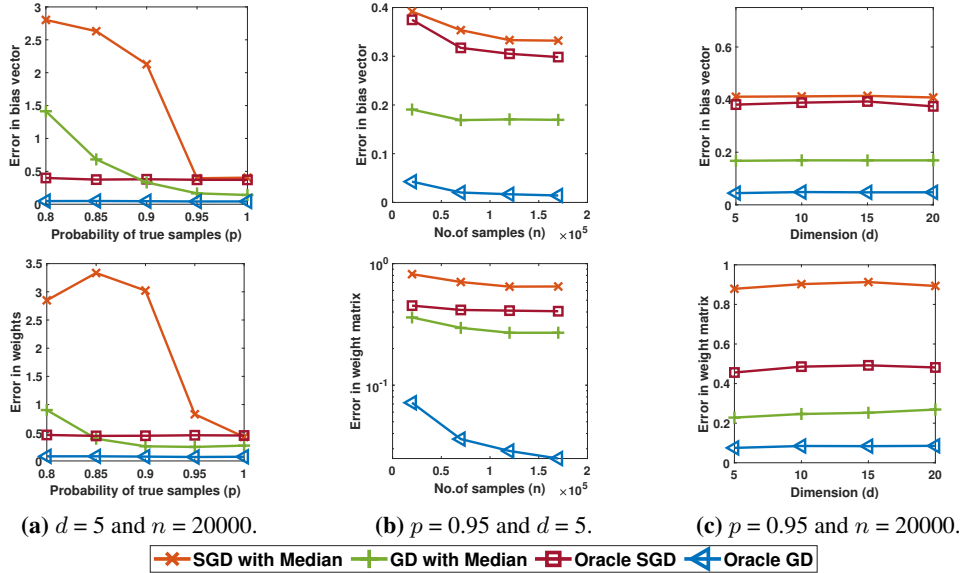 3
2.5
2
1.5
1
0.5
0
0.8 0.85 0.9 0.95 1
Error in bias vector
Probability of true samples (p)
0.4
0.3
0.2
0.1
0
0 0.5 1 1.5 2
×10⁵
Error in bias vector
No.of samples (n)
0.6
0.4
0.2
0
5 10 15 20
Error in bias vector
Dimension (d)
3.5
3
2.5
2
1.5
1
0.5
0
0.8 0.85 0.9 0.95 1
Error in weights
Probability of true samples (p)
10⁰
10⁻¹
0 0.5 1 1.5 2
×10⁵
Error in weight matrix
No.of samples (n)
1
0.8
0.6
0.4
0.2
0
5 10 15 20
Error in weight matrix
Dimension (d)
(a) d = 5 and n = 20000.
(b) p = 0.95 and d = 5.
(c) p = 0.95 and n = 20000.
SGD with Median GD with Median Oracle SGD Oracle GD